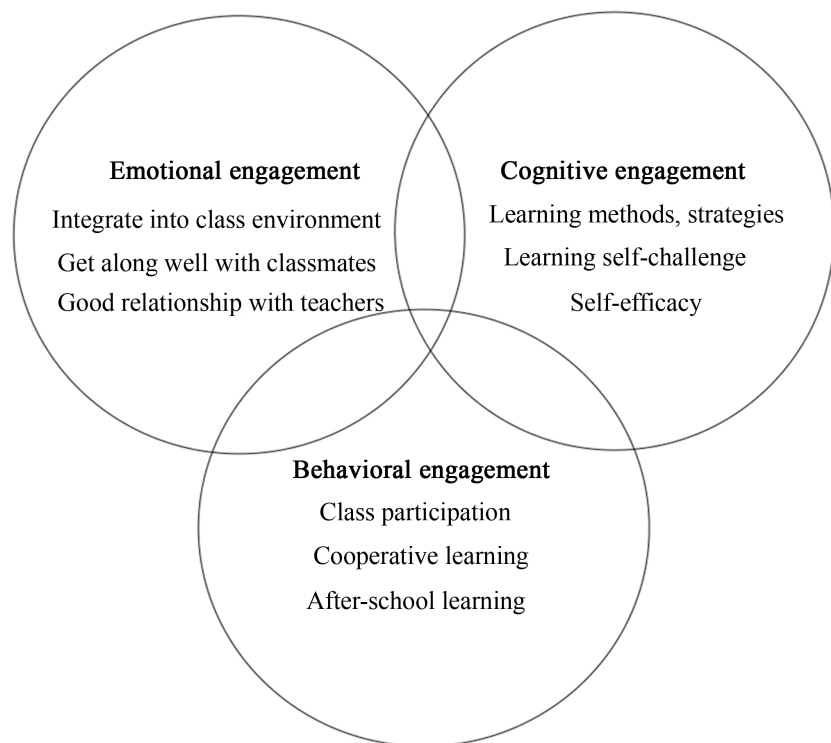 Emotional engagement
Integrate into class environment
Get along well with classmates
Good relationship with teachers
Cognitive engagement
Learning methods, strategies
Learning self-challenge
Self-efficacy
Behavioral engagement
Class participation
Cooperative learning
After-school learning